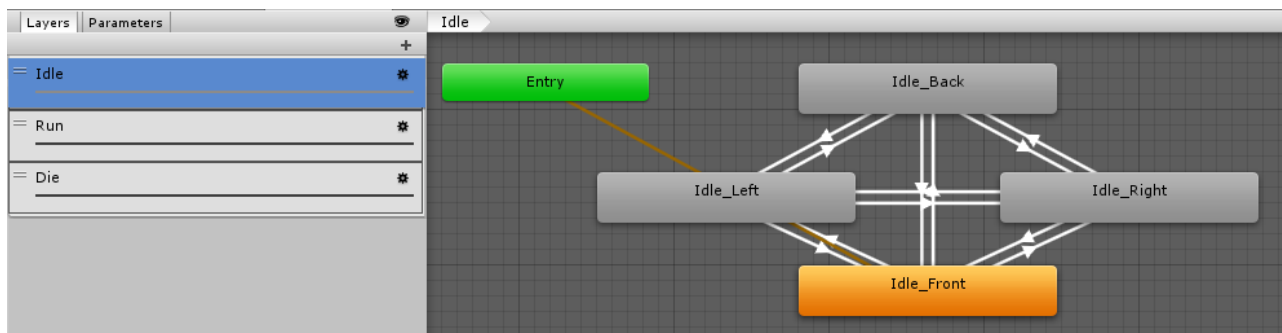 Layers Parameters
Idle
Idle
Run
Die
Entry
Idle_Back
Idle_Left
Idle_Right
Idle_Front